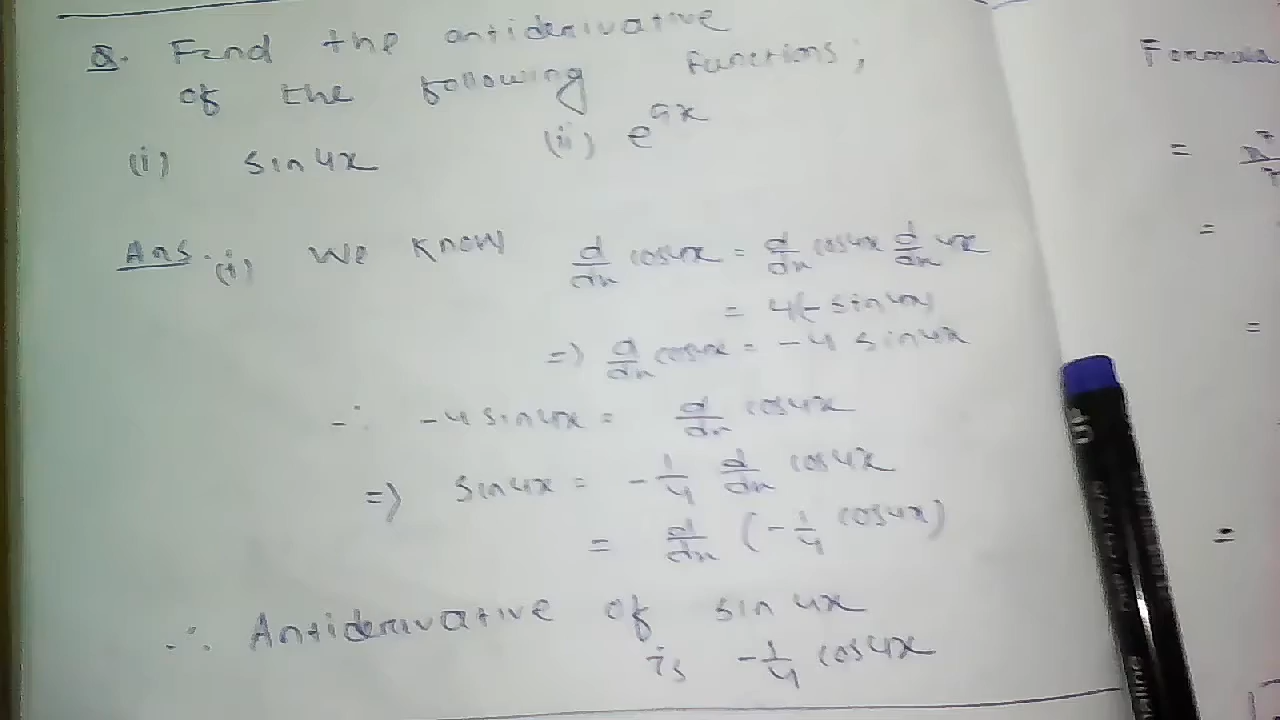 Q. Find the antiderivative
of the following functions;
(i) sin4x (ii) e^9x
Ans. (i) We know d/dx cos4x = d/dx cos4x d/dx 4x
= 4(-sin4x)
=) d/dx cos4x = -4 sin4x
∴ -4 sin4x = d/dx cos4x
=) sin4x = -1/4 d/dx cos4x
= d/dx (-1/4 cos4x)
∴ Antiderivative of sin 4x
is -1/4 cos4x
Formula
=
=
=
=